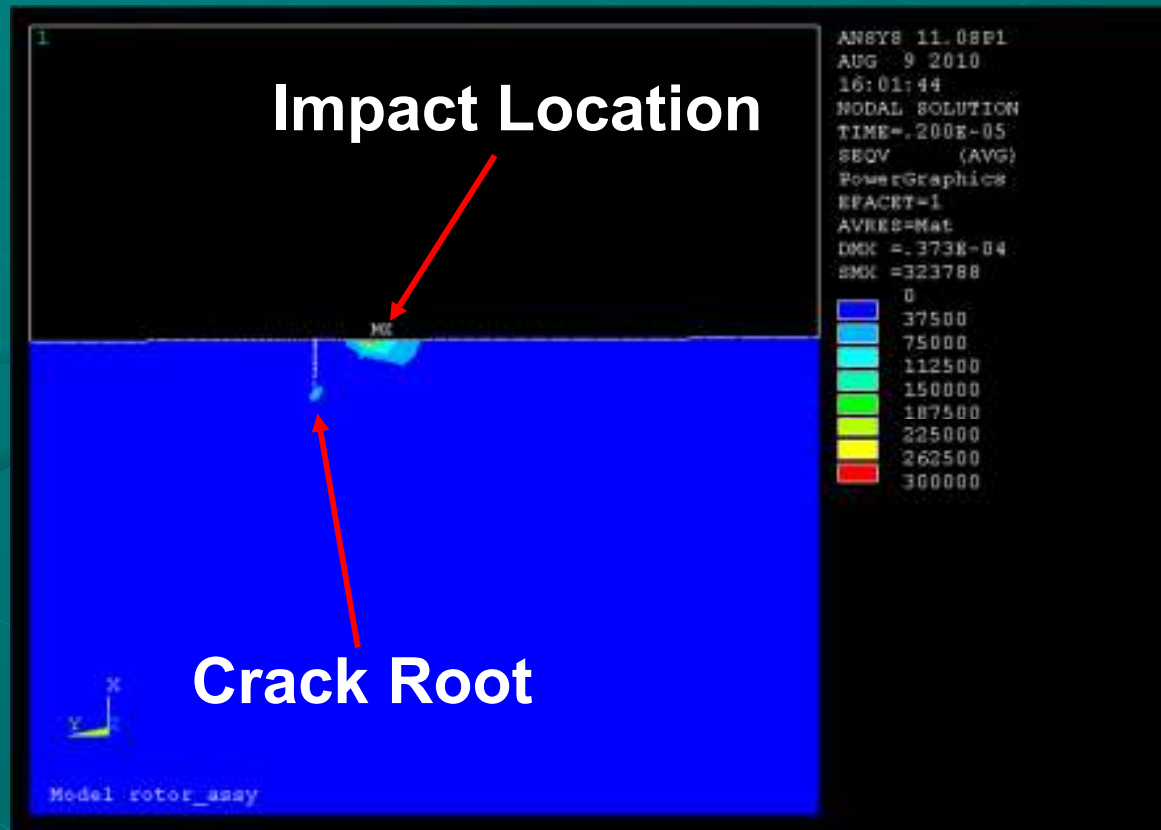 1
Impact Location
MX
Crack Root
X
Y
Z
Model rotor_assy
ANSYS 11.0SP1
AUG 9 2010
16:01:44
NODAL SOLUTION
TIME=.200E-05
SEQV (AVG)
PowerGraphics
EFACET=1
AVRES=Mat
DMX =.373E-04
SMX =323788
0
37500
75000
112500
150000
187500
225000
262500
300000